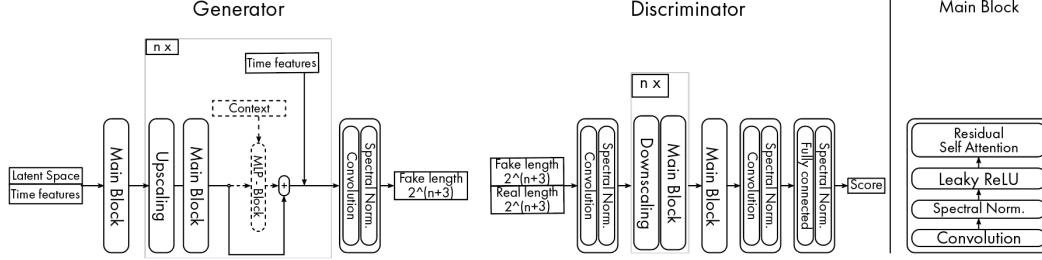 Generator
Discriminator
Main Block
n x
Time features
Context
Latent Space
Time features
Main Block
Upscaling
Main Block
MLP - Block
+
Convolution
Spectral Norm.
Fake length
2^(n+3)
n x
Fake length
2^(n+3)
Real length
2^(n+3)
Convolution
Spectral Norm.
Downscaling
Main Block
Main Block
Convolution
Spectral Norm.
Fully connected
Spectral Norm.
Score
Residual
Self Attention
Leaky ReLU
Spectral Norm.
Convolution